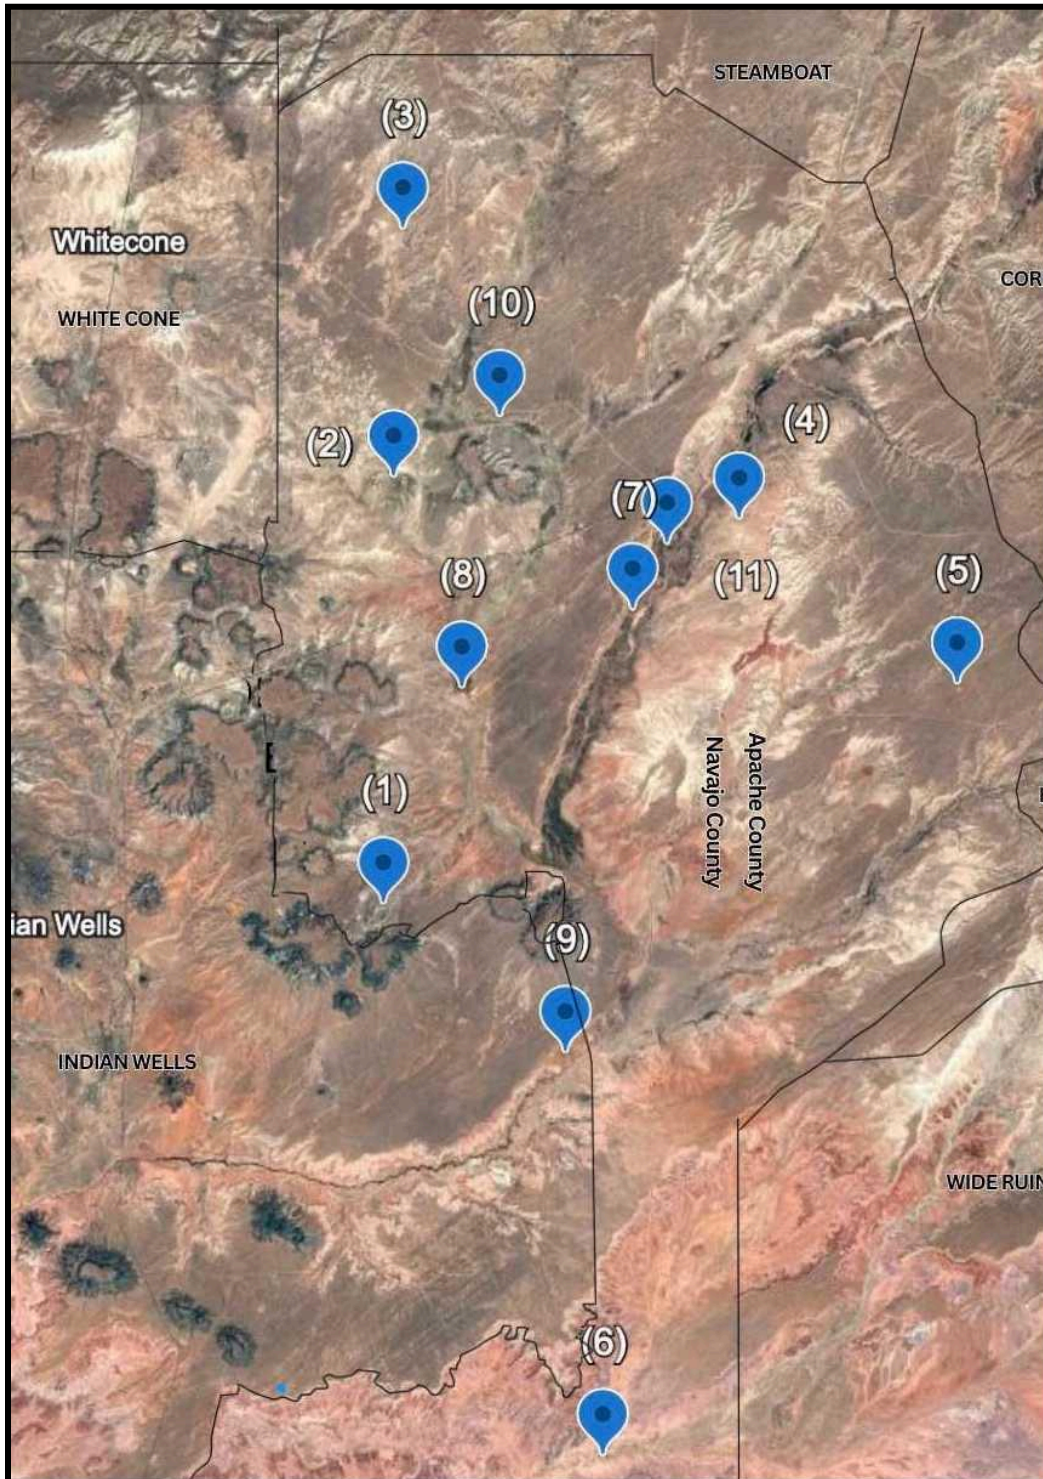 STEAMBOAT
(3)
Whitecone
COR
(10)
WHITE CONE
(4)
(2)
(7)
(8)
(11)
(5)
Apache County
Navajo County
(1)
ian Wells
(9)
INDIAN WELLS
WIDE RUIN
(6)